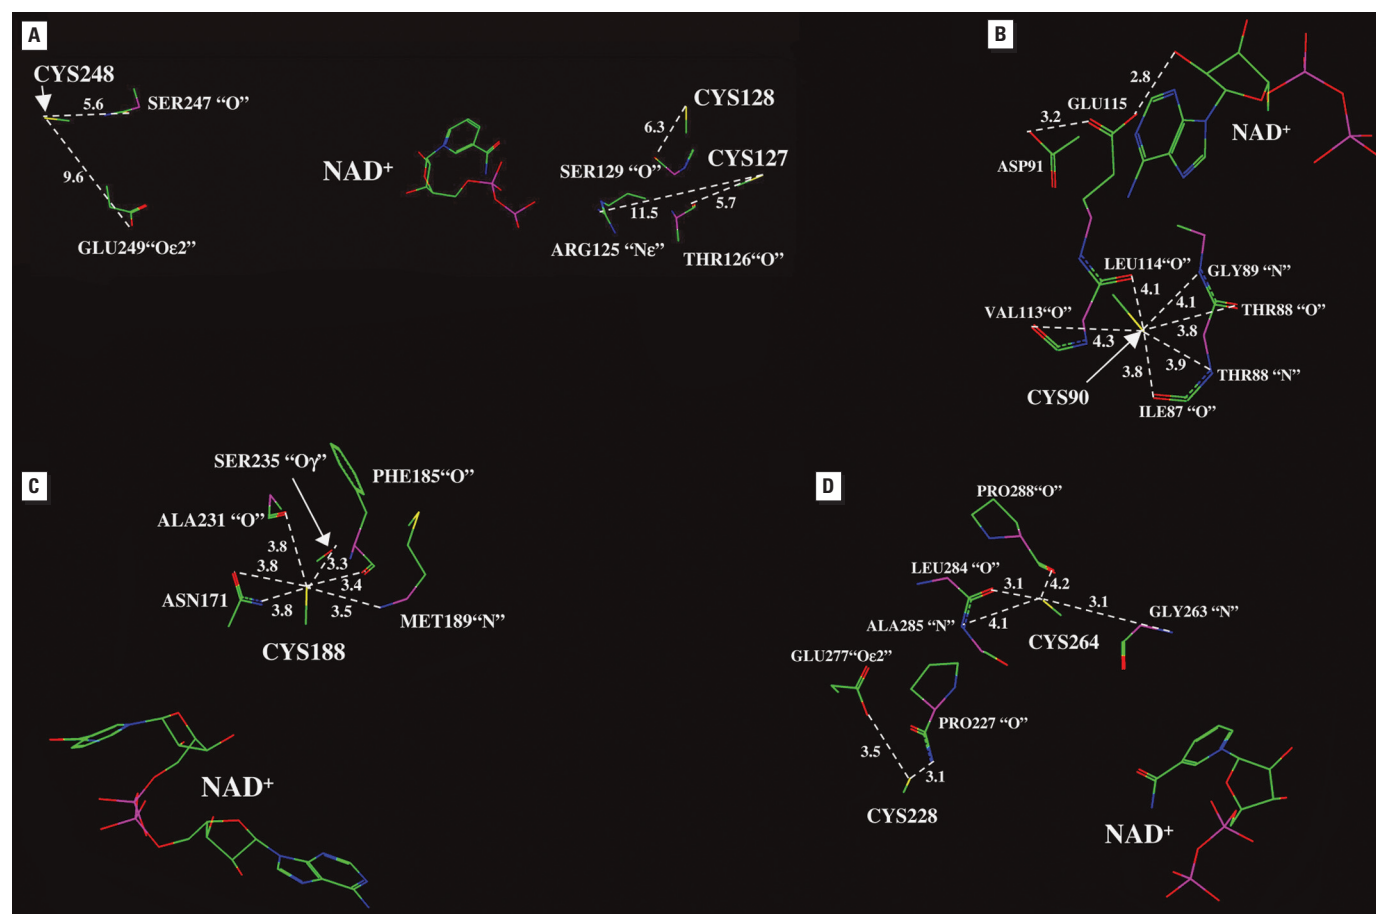 A
CYS248
5.6
SER247 “O”
9.6
GLU249“Oε2”
NAD+
CYS128
6.3
SER129 “O”
CYS127
11.5
5.7
ARG125 “Nε”
THR126“O”
B
2.8
GLU115
3.2
NAD+
ASP91
LEU114“O”
GLY89 “N”
4.1
4.1
VAL113“O”
THR88 “O”
3.8
4.3
3.9
3.8
THR88 “N”
CYS90
ILE87 “O”
C
SER235 “Oγ”
PHE185“O”
ALA231 “O”
3.8
3.8
3.3
3.4
ASN171
3.8
3.5
MET189“N”
CYS188
NAD+
D
PRO288“O”
LEU284 “O”
3.1
4.2
3.1
GLY263 “N”
ALA285 “N”
4.1
CYS264
GLU277“Oε2”
PRO227 “O”
3.5
3.1
CYS228
NAD+